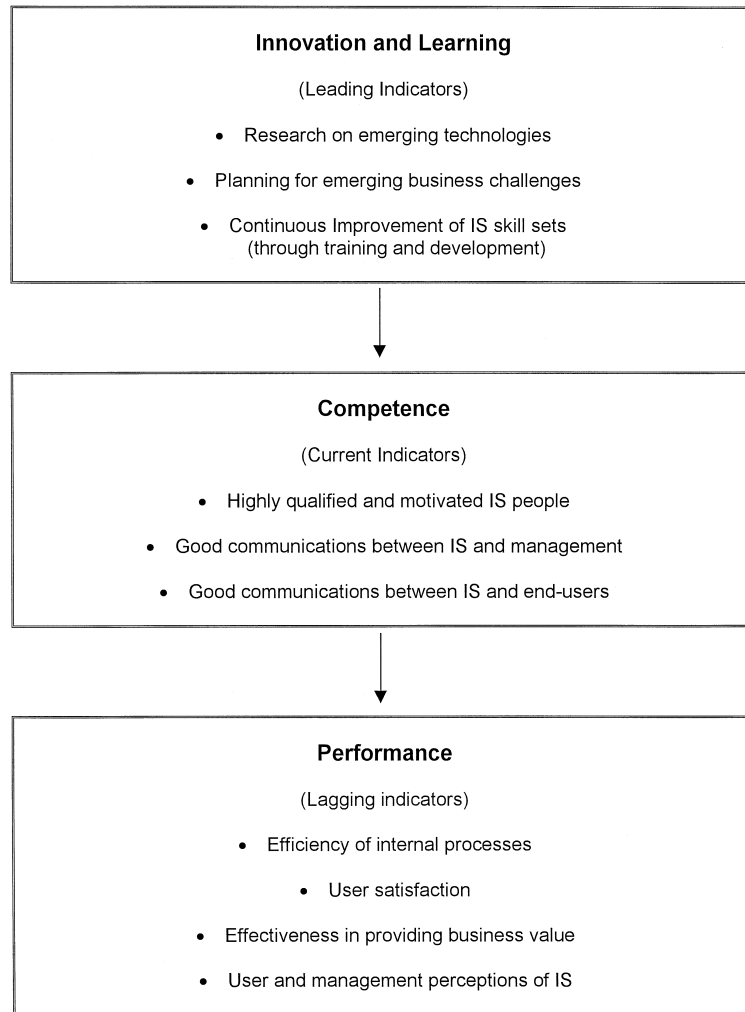 Innovation and Learning
(Leading Indicators)
• Research on emerging technologies
• Planning for emerging business challenges
• Continuous Improvement of IS skill sets
(through training and development)
Competence
(Current Indicators)
• Highly qualified and motivated IS people
• Good communications between IS and management
• Good communications between IS and end-users
Performance
(Lagging indicators)
• Efficiency of internal processes
• User satisfaction
• Effectiveness in providing business value
• User and management perceptions of IS